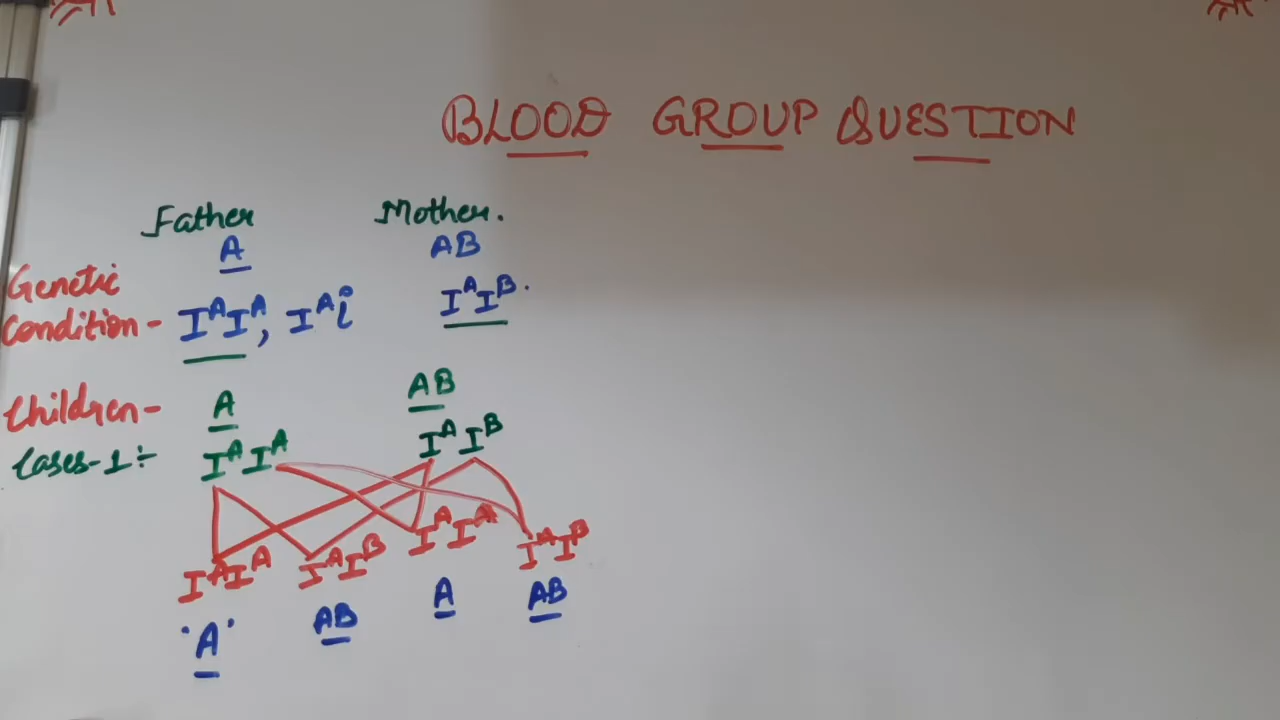 BLOOD GROUP QUESTION
Father Mother.
A AB
Genetic
Condition- IᴬIᴬ, Iᴬi IᴬIᴮ.
Children- A AB
Cases-1:- IᴬIᴬ IᴬIᴮ
IᴬIᴬ IᴬIᴮ IᴬIᴬ IᴬIᴮ
'A' AB A AB